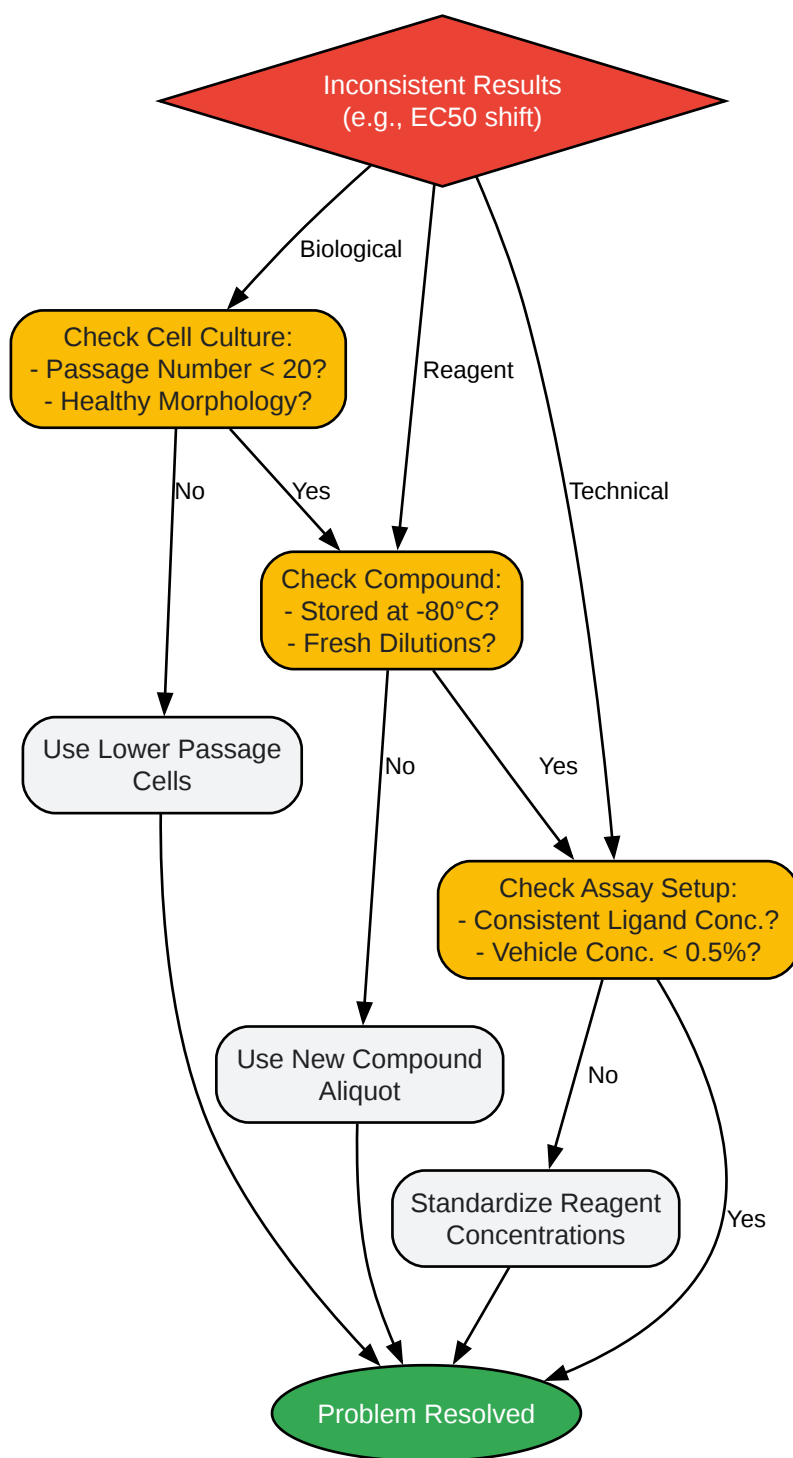 Inconsistent Results
(e.g., EC50 shift)
Biological
Reagent
Technical
Check Cell Culture:
- Passage Number < 20?
- Healthy Morphology?
No
Yes
Check Compound:
- Stored at -80°C?
- Fresh Dilutions?
Use Lower Passage
Cells
No
Yes
Check Assay Setup:
- Consistent Ligand Conc.?
- Vehicle Conc. < 0.5%?
Use New Compound
Aliquot
No
Yes
Standardize Reagent
Concentrations
Problem Resolved